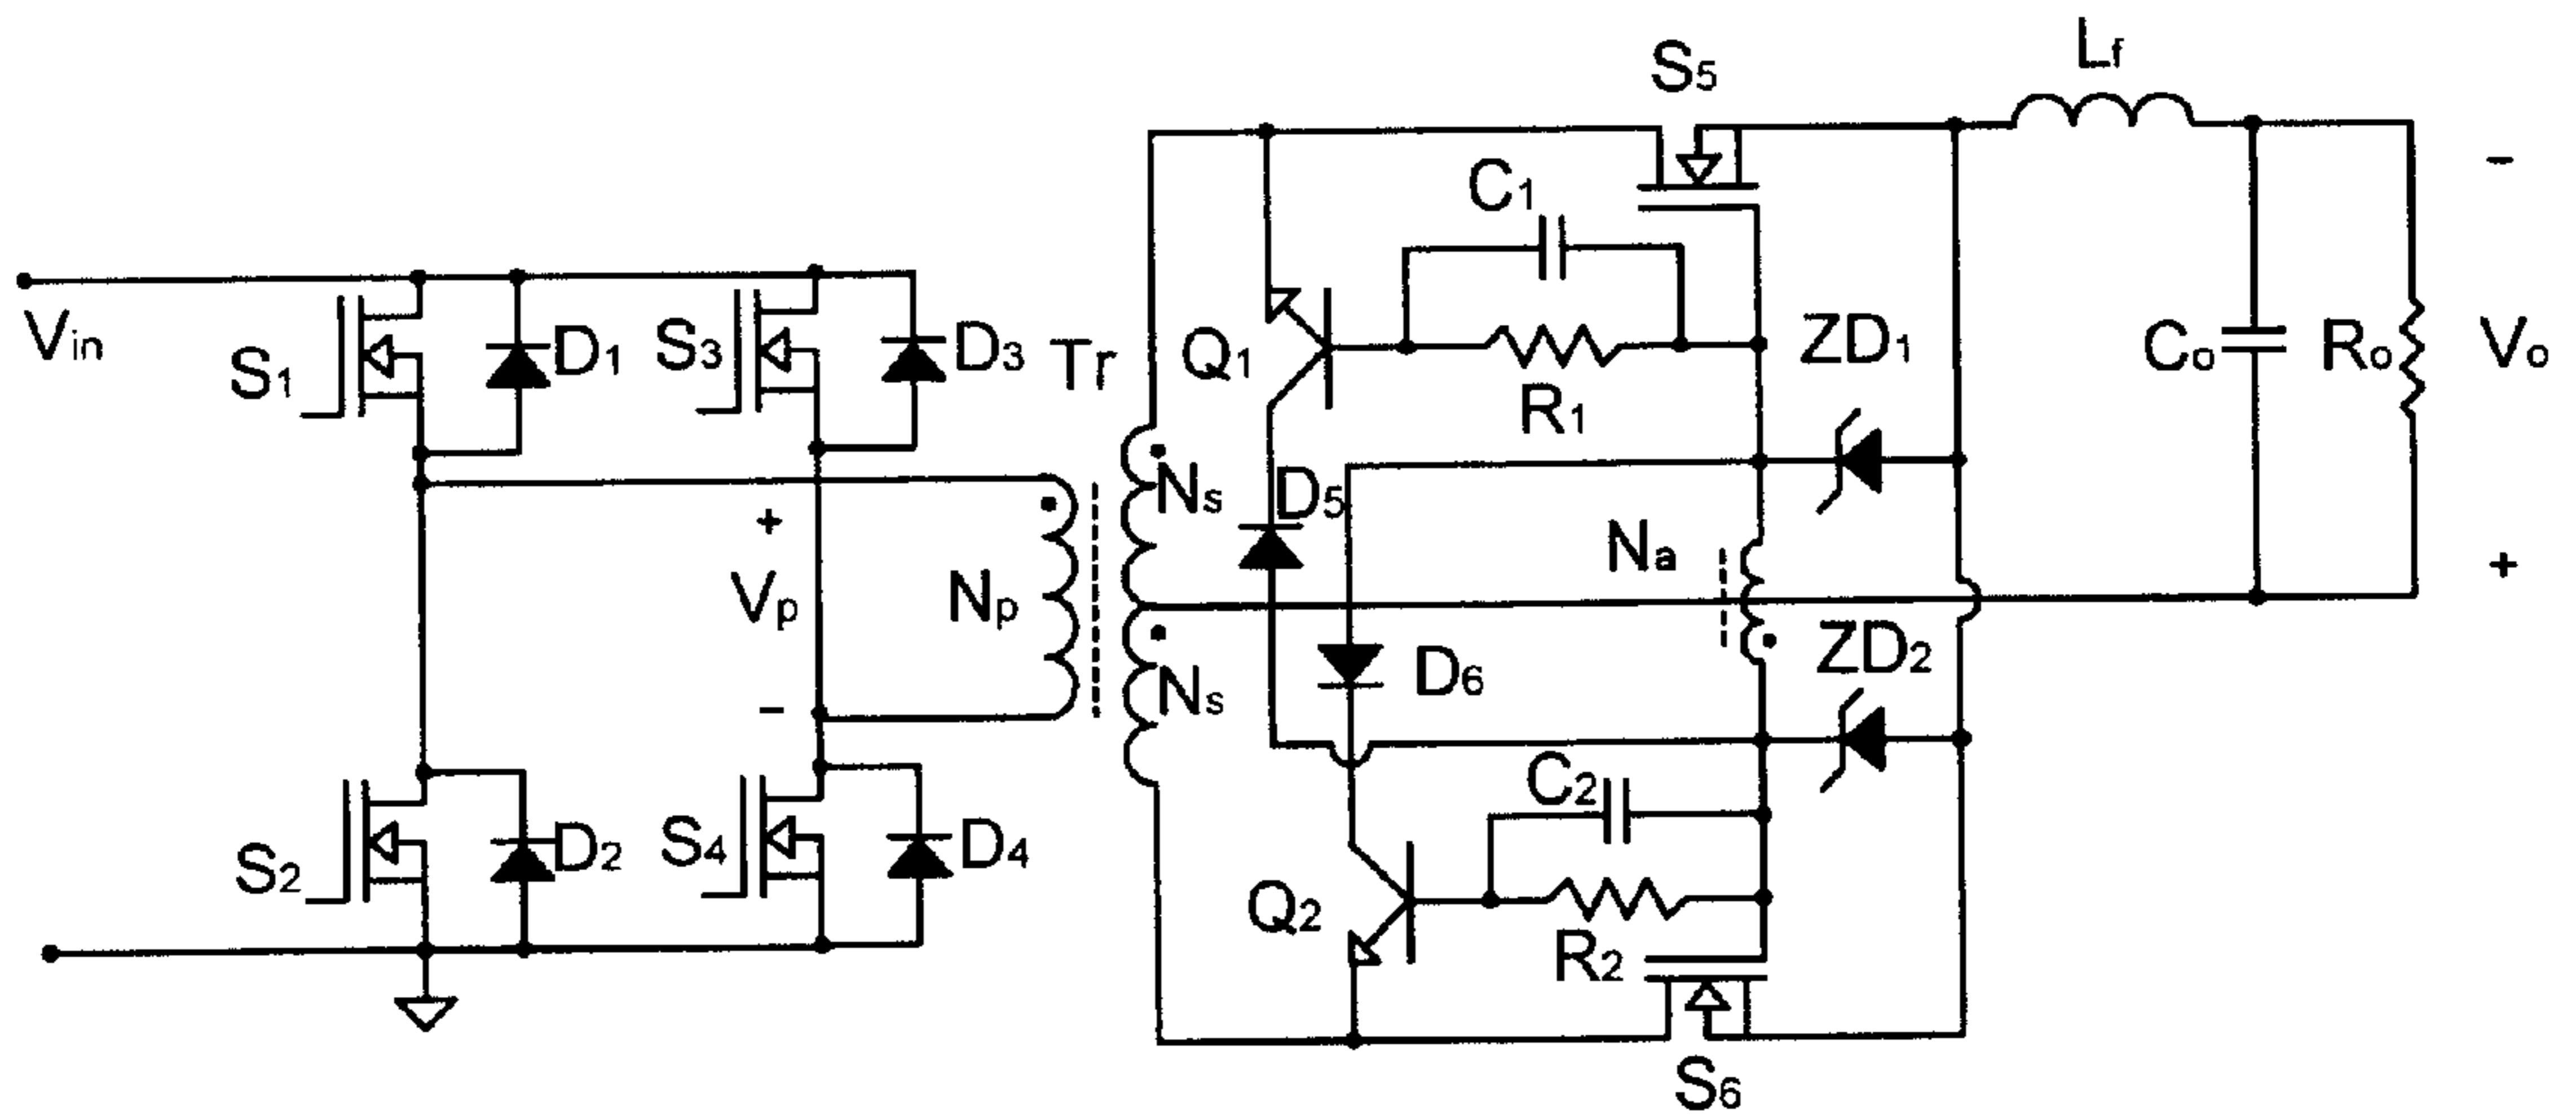 Lf
S5
C1
−
Vin
S1
D1
S3
D3
Tr
Q1
R1
ZD1
Co
Ro
Vo
Ns
D5
Na
+
Vp
Np
+
−
Ns
D6
ZD2
C2
S2
D2
S4
D4
Q2
R2
S6